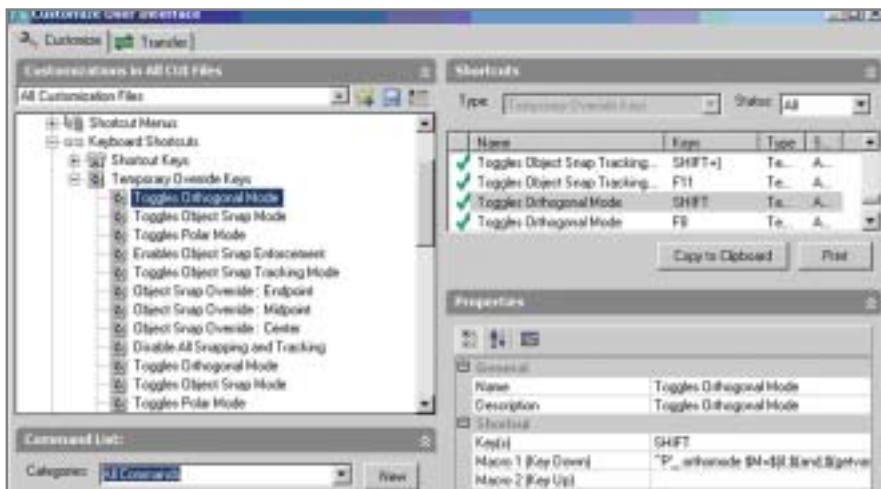 Customize User Interface
Customize Transfer
Customizations in All CUI Files
All Customization Files
Shortcut Menus
Keyboard Shortcuts
Shortcut Keys
Temporary Override Keys
Toggles Orthogonal Mode
Toggles Object Snap Mode
Toggles Polar Mode
Enables Object Snap Enforcement
Toggles Object Snap Tracking Mode
Object Snap Override : Endpoint
Object Snap Override : Midpoint
Object Snap Override : Center
Disable All Snapping and Tracking
Toggles Orthogonal Mode
Toggles Object Snap Mode
Toggles Polar Mode
Command List:
Categories: All Commands New
Shortcuts
Type: Temporary Override Keys Status: All
Name Keys Type S...
Toggles Object Snap Tracking... SHIFT+] Te... A...
Toggles Object Snap Tracking... F11 Te... A...
Toggles Orthogonal Mode SHIFT Te... A...
Toggles Orthogonal Mode F8 Te... A...
Copy to Clipboard Print
Properties
General
Name Toggles Orthogonal Mode
Description Toggles Orthogonal Mode
Shortcut
Key(s) SHIFT
Macro 1 (Key Down) ^P'_.orthomode $M=$(if,$(and,$(getvar
Macro 2 (Key Up)